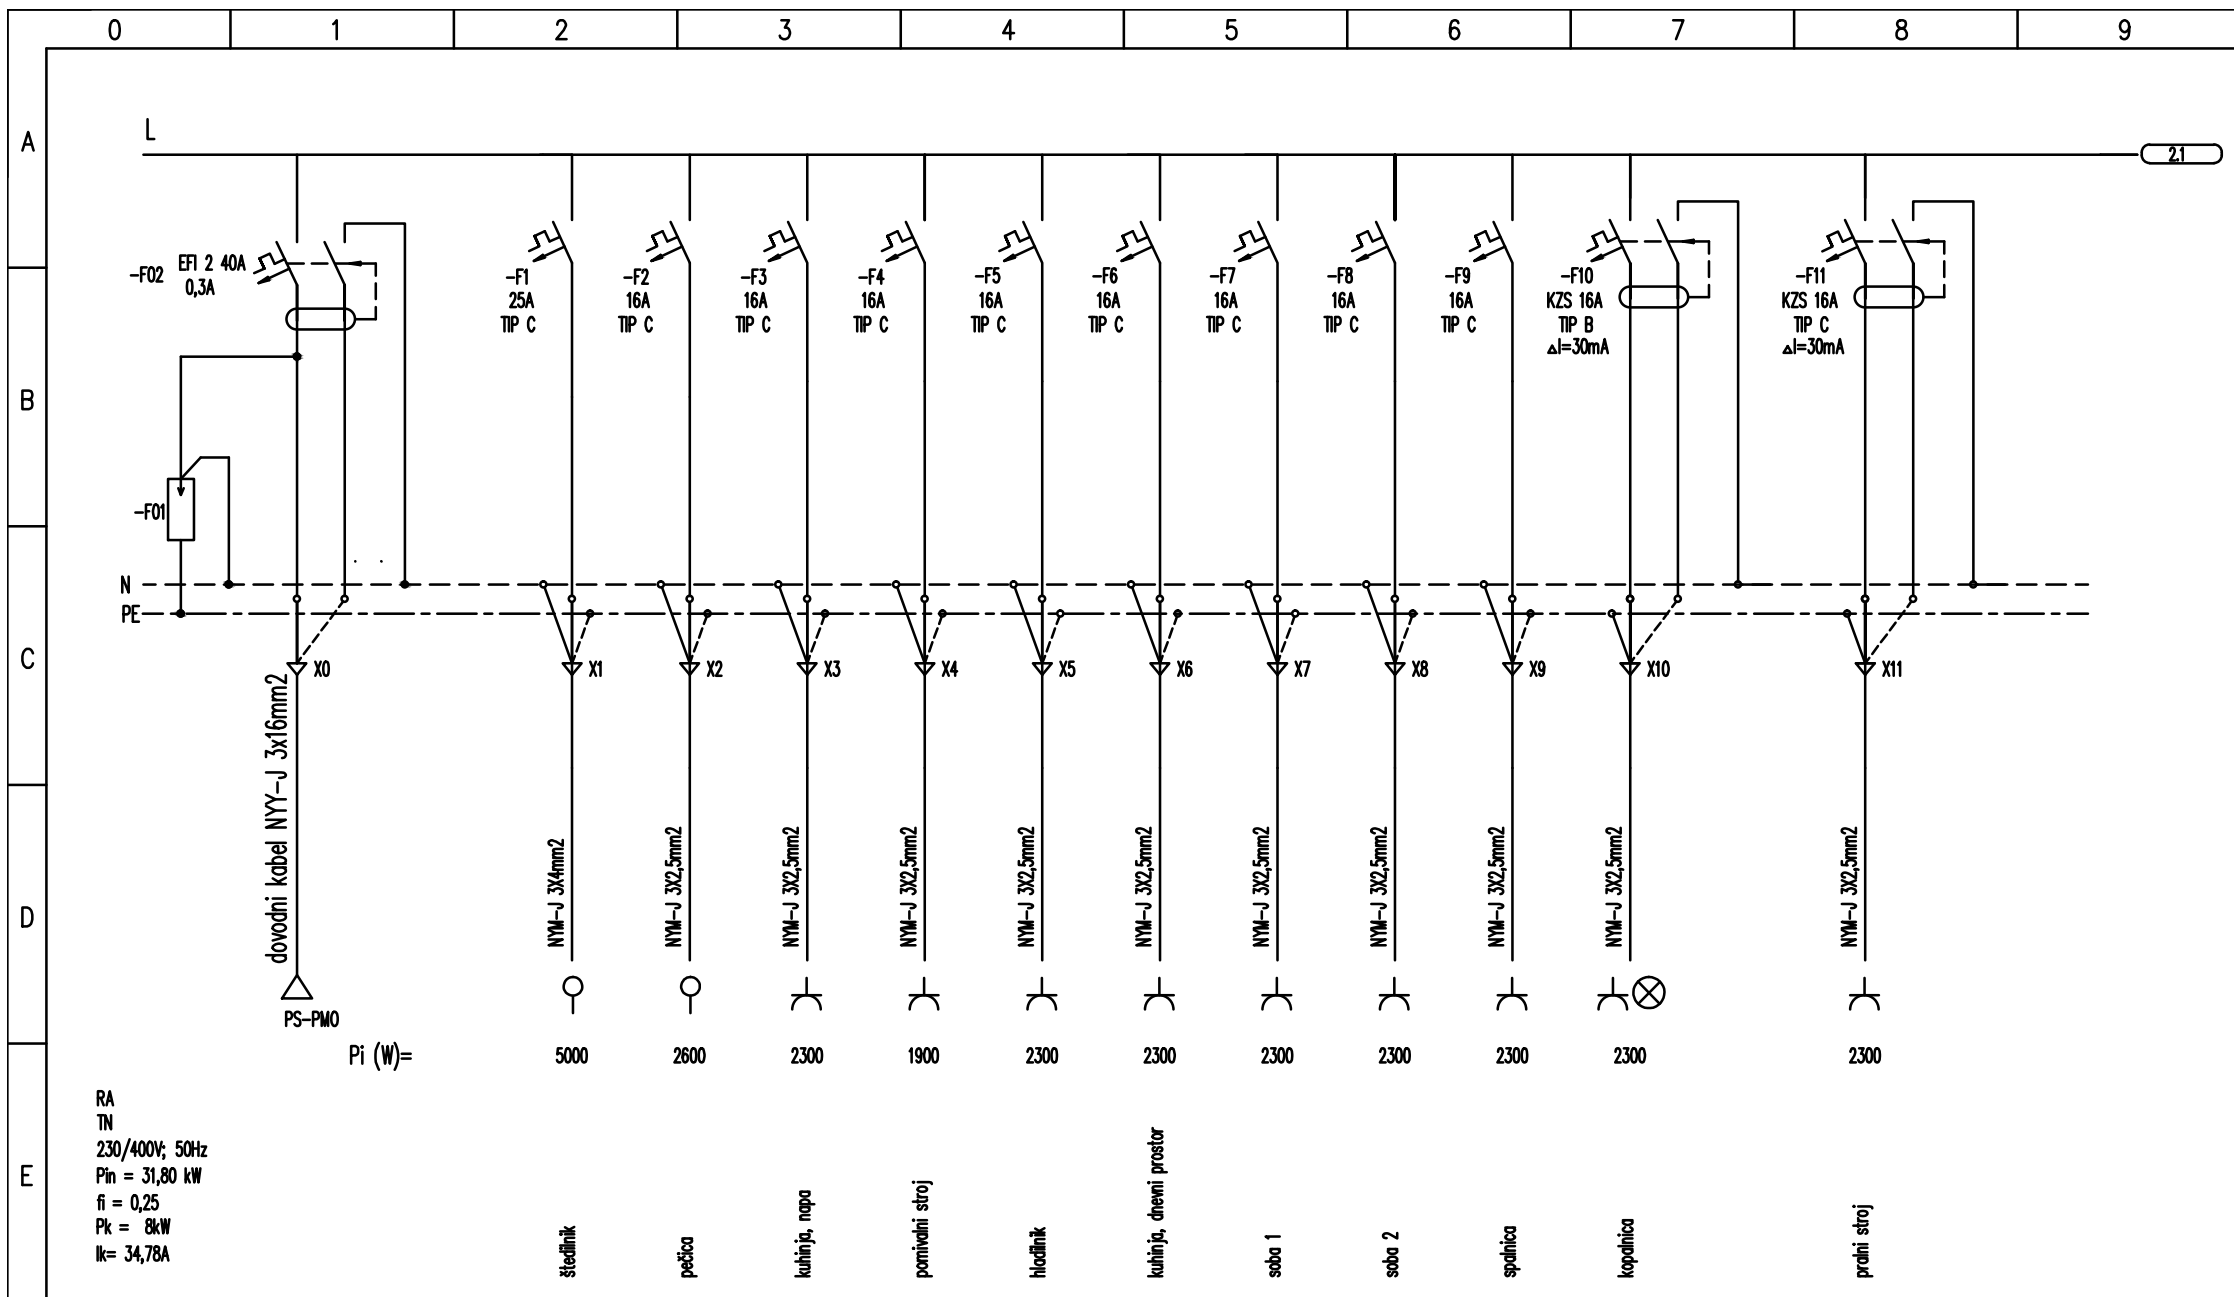 0 1 2 3 4 5 6 7 8 9
A
L
2.1
-F02
EFI 2 40A
0,3A
-F1
25A
TIP C
-F2
16A
TIP C
-F3
16A
TIP C
-F4
16A
TIP C
-F5
16A
TIP C
-F6
16A
TIP C
-F7
16A
TIP C
-F8
16A
TIP C
-F9
16A
TIP C
-F10
KZS 16A
TIP B
ΔI=30mA
-F11
KZS 16A
TIP C
ΔI=30mA
B
-F01
N
PE
C
X0
X1
X2
X3
X4
X5
X6
X7
X8
X9
X10
X11
D
dovodni kabel NYY-J 3x16mm2
NYM-J 3X4mm2
NYM-J 3X2,5mm2
NYM-J 3X2,5mm2
NYM-J 3X2,5mm2
NYM-J 3X2,5mm2
NYM-J 3X2,5mm2
NYM-J 3X2,5mm2
NYM-J 3X2,5mm2
NYM-J 3X2,5mm2
NYM-J 3X2,5mm2
NYM-J 3X2,5mm2
PS-PMO
Pi (W)= 5000 2600 2300 1900 2300 2300 2300 2300 2300 2300 2300
E
RA
TN
230/400V; 50Hz
Pin = 31,80 kW
fi = 0,25
Pk = 8kW
Ik= 34,78A
štedilnik
pečica
kuhinja, napa
pomivalni stroj
hladilnik
kuhinja, dnevni prostor
soba 1
soba 2
spalnica
kopalnica
pralni stroj